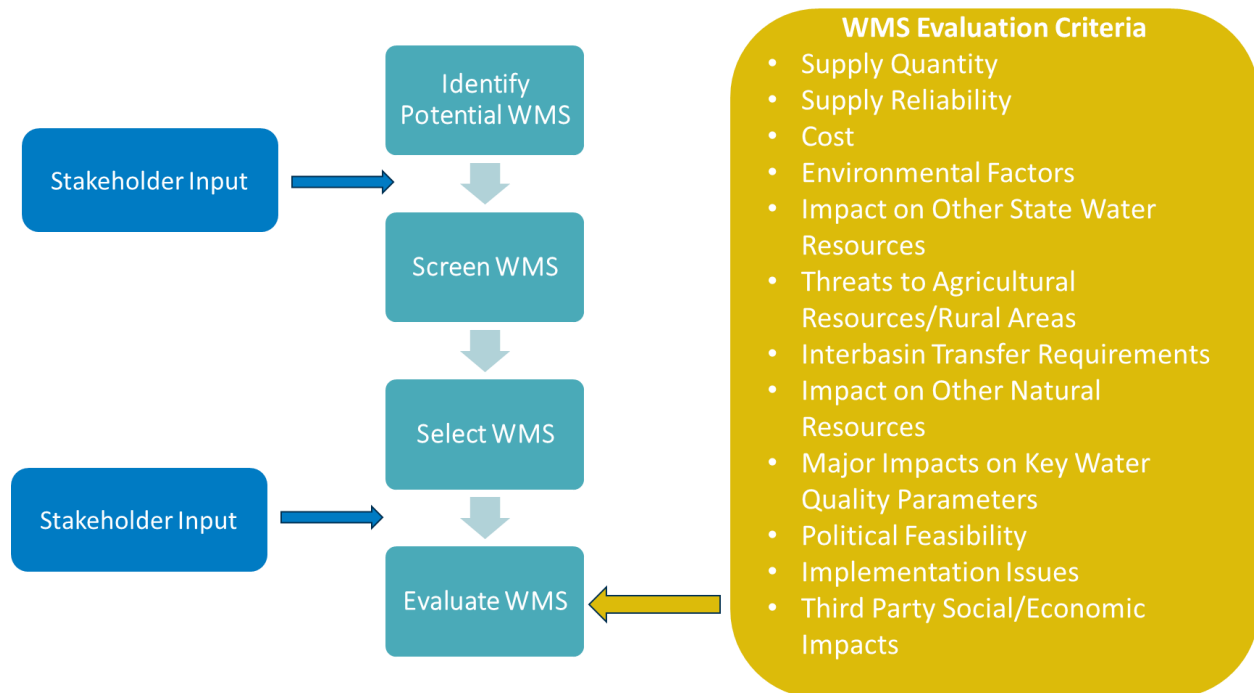 Identify
Potential WMS
Stakeholder Input
Screen WMS
Select WMS
Stakeholder Input
Evaluate WMS
WMS Evaluation Criteria
• Supply Quantity
• Supply Reliability
• Cost
• Environmental Factors
• Impact on Other State Water
Resources
• Threats to Agricultural
Resources/Rural Areas
• Interbasin Transfer Requirements
• Impact on Other Natural
Resources
• Major Impacts on Key Water
Quality Parameters
• Political Feasibility
• Implementation Issues
• Third Party Social/Economic
Impacts